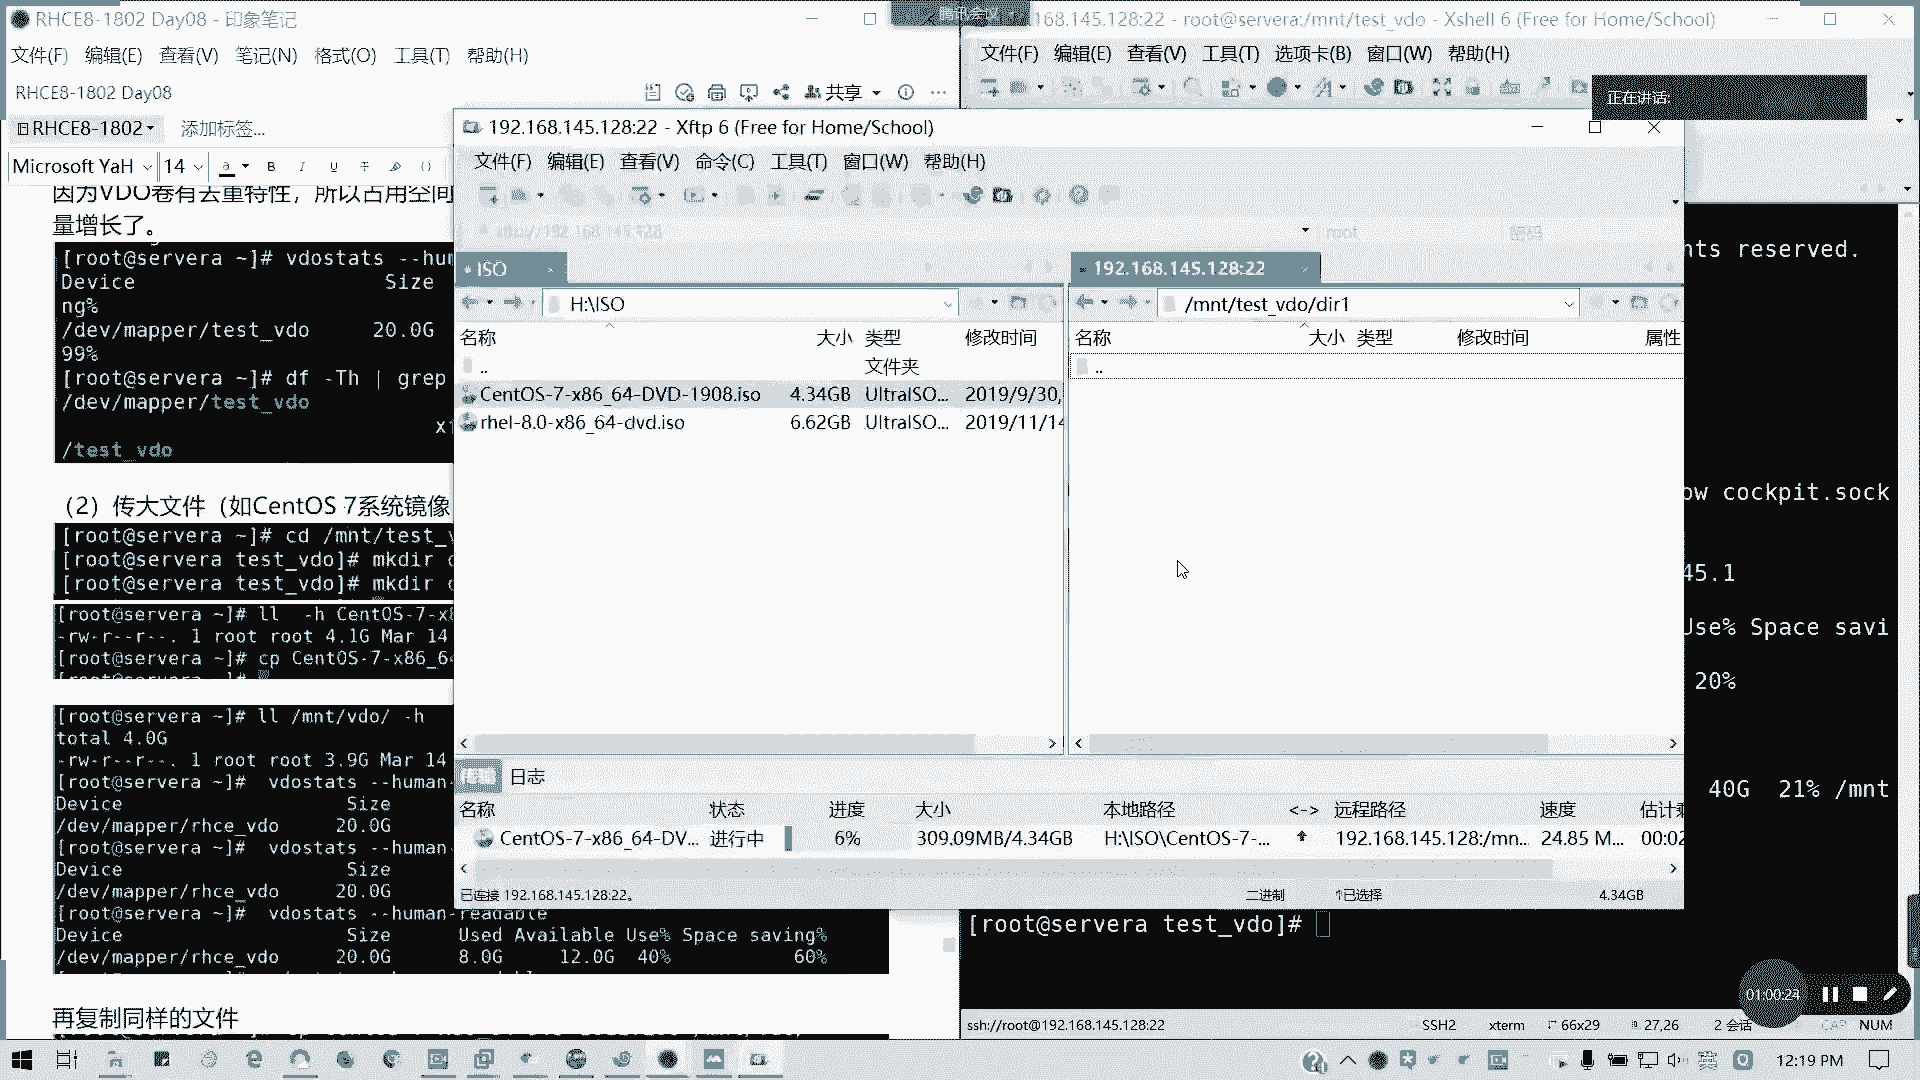 RHCE8-1802 Day08 - 印象笔记
文件(F) 编辑(E) 查看(V) 笔记(N) 格式(O) 工具(T) 帮助(H)
RHCE8-1802 Day08
共享
RHCE8-1802 添加标签...
Microsoft YaH 14 a B I U T
因为VDO卷有去重特性，所以占用空间
量增长了。
[root@servera ~]# vdostats --hum
Device Size
ng%
/dev/mapper/test_vdo 20.0G
99%
[root@servera ~]# df -Th | grep
/dev/mapper/test_vdo
/test_vdo
（2）传大文件（如CentOS 7系统镜像
[root@servera ~]# cd /mnt/test_v
[root@servera test_vdo]# mkdir
[root@servera test_vdo]# mkdir
[root@servera ~]# ll -h CentOS-7-x8
-rw-r--r--. 1 root root 4.1G Mar 14
[root@servera ~]# cp CentOS-7-x86_6
[root@servera ~]# ll /mnt/vdo/ -h
total 4.0G
-rw-r--r--. 1 root root 3.9G Mar 14
[root@servera ~]# vdostats --human-
Device Size
/dev/mapper/rhce_vdo 20.0G
[root@servera ~]# vdostats --human-
Device Size
/dev/mapper/rhce_vdo 20.0G
[root@servera ~]# vdostats --human-readable
Device Size Used Available Use% Space saving%
/dev/mapper/rhce_vdo 20.0G 8.0G 12.0G 40% 60%
再复制同样的文件
腾讯会议
168.145.128:22 - root@servera:/mnt/test_vdo - Xshell 6 (Free for Home/School)
文件(F) 编辑(E) 查看(V) 工具(T) 选项卡(B) 窗口(W) 帮助(H)
正在讲话:
192.168.145.128:22 - Xftp 6 (Free for Home/School)
文件(F) 编辑(E) 查看(V) 命令(C) 工具(T) 窗口(W) 帮助(H)
root 密码
ISO
H:\ISO
名称 大小 类型 修改时间
.. 文件夹
CentOS-7-x86_64-DVD-1908.iso 4.34GB UltraISO... 2019/9/30,
rhel-8.0-x86_64-dvd.iso 6.62GB UltraISO... 2019/11/14
192.168.145.128:22
/mnt/test_vdo/dir1
名称 大小 类型 修改时间 属性
..
传输 日志
名称 状态 进度 大小 本地路径 <-> 远程路径 速度
CentOS-7-x86_64-DV... 进行中 6% 309.09MB/4.34GB H:\ISO\CentOS-7-... 192.168.145.128:/mn... 24.85 M... 00:02
已连接 192.168.145.128:22。 二进制 1已选择 4.34GB
hts reserved.
ow cockpit.sock
45.1
Use% Space savi
20%
40G 21% /mnt
[root@servera test_vdo]#
01:00:24
ssh://root@192.168.145.128:22 SSH2 xterm 66x29 27,26 2 会话 CAP NUM
英 12:19 PM